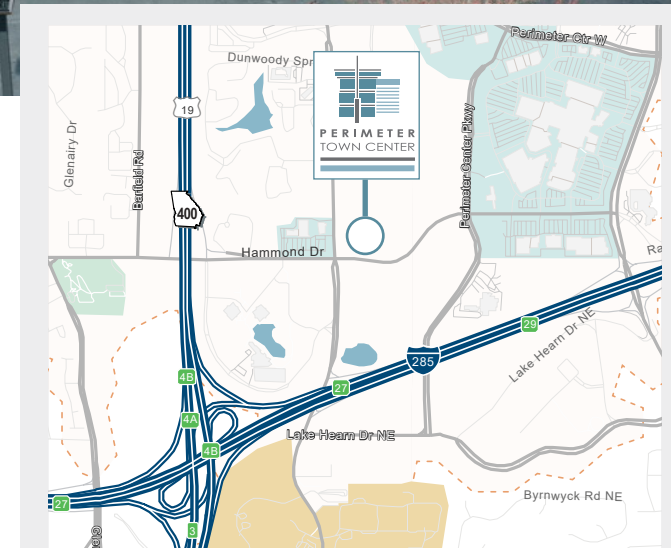 Perimeter Ctr W
Dunwoody Spr
19
PERIMETER
TOWN CENTER
Glenairy Dr
Barfield Rd
Perimeter Center Pkwy
400
Hammond Dr
Ra
29
Lake Hearn Dr NE
285
4B
27
4A
Lake Hearn Dr NE
4B
Byrnwyck Rd NE
27
3